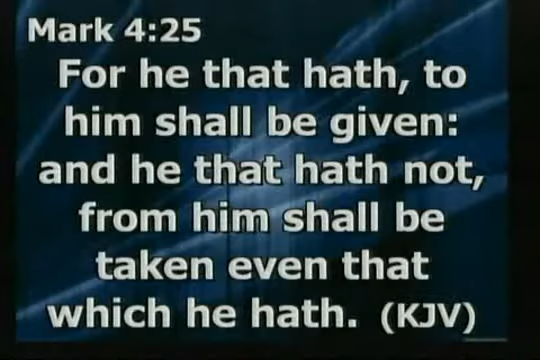 Mark 4:25
For he that hath, to
him shall be given:
and he that hath not,
from him shall be
taken even that
which he hath. (KJV)